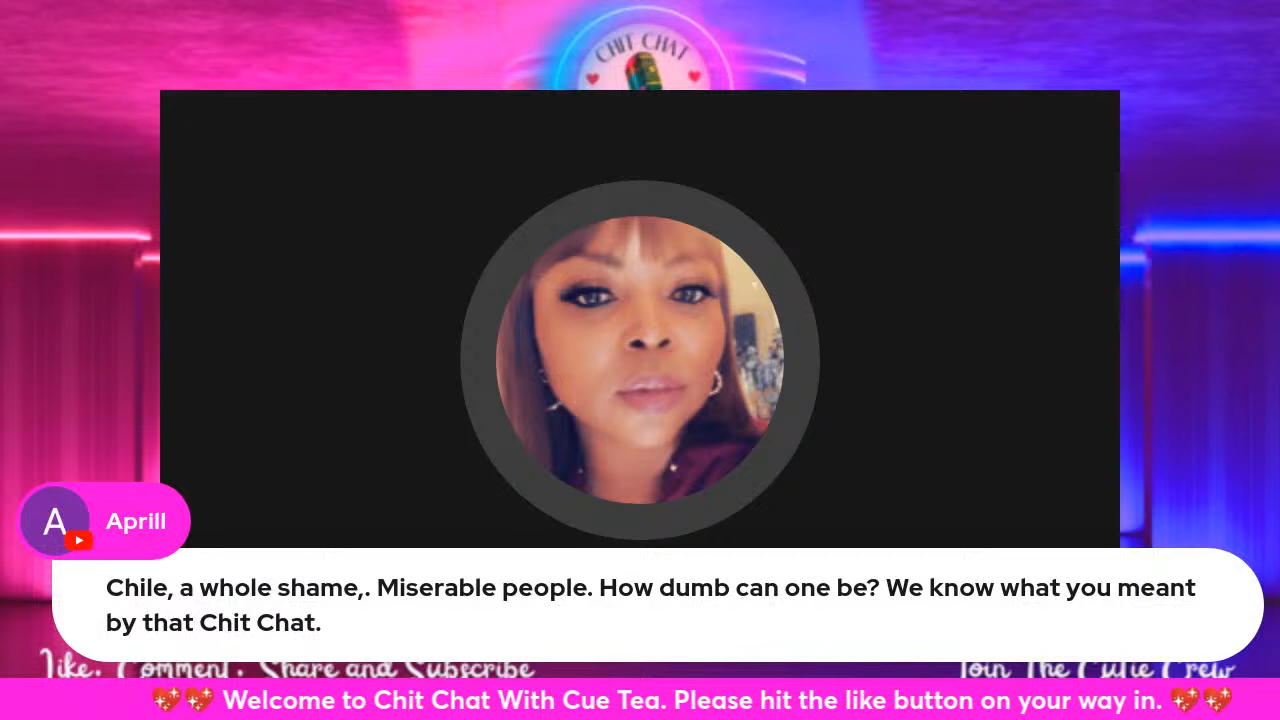 CHIT CHAT
A
Aprill
Chile, a whole shame,. Miserable people. How dumb can one be? We know what you meant
by that Chit Chat.
Like. Comment. Share and Subscribe
Join The CuTie Crew
💖💖 Welcome to Chit Chat With Cue Tea. Please hit the like button on your way in. 💖💖